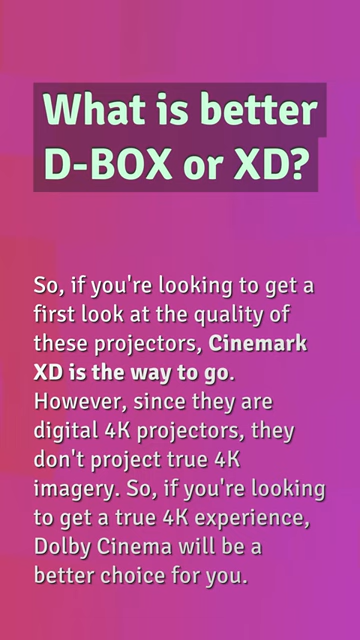 What is better
D-BOX or XD?
So, if you're looking to get a
first look at the quality of
these projectors, Cinemark
XD is the way to go.
However, since they are
digital 4K projectors, they
don't project true 4K
imagery. So, if you're looking
to get a true 4K experience,
Dolby Cinema will be a
better choice for you.